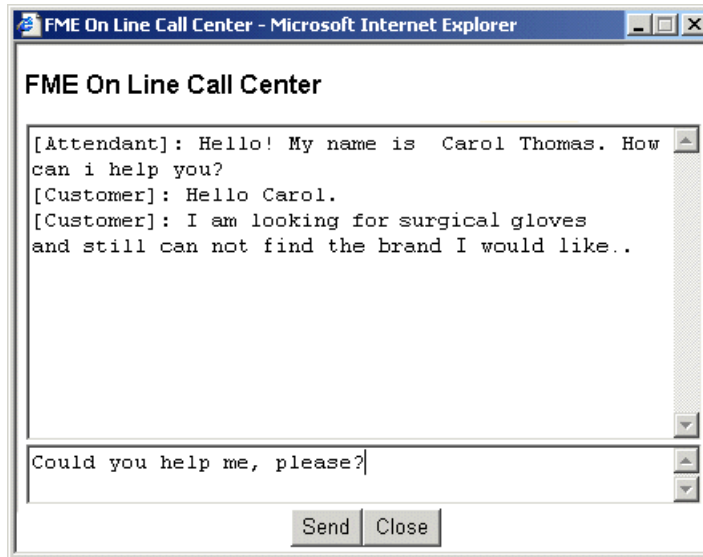 FME On Line Call Center - Microsoft Internet Explorer
FME On Line Call Center
[Attendant]: Hello! My name is  Carol Thomas. How
can i help you?
[Customer]: Hello Carol.
[Customer]: I am looking for surgical gloves
and still can not find the brand I would like..
Could you help me, please?
Send Close